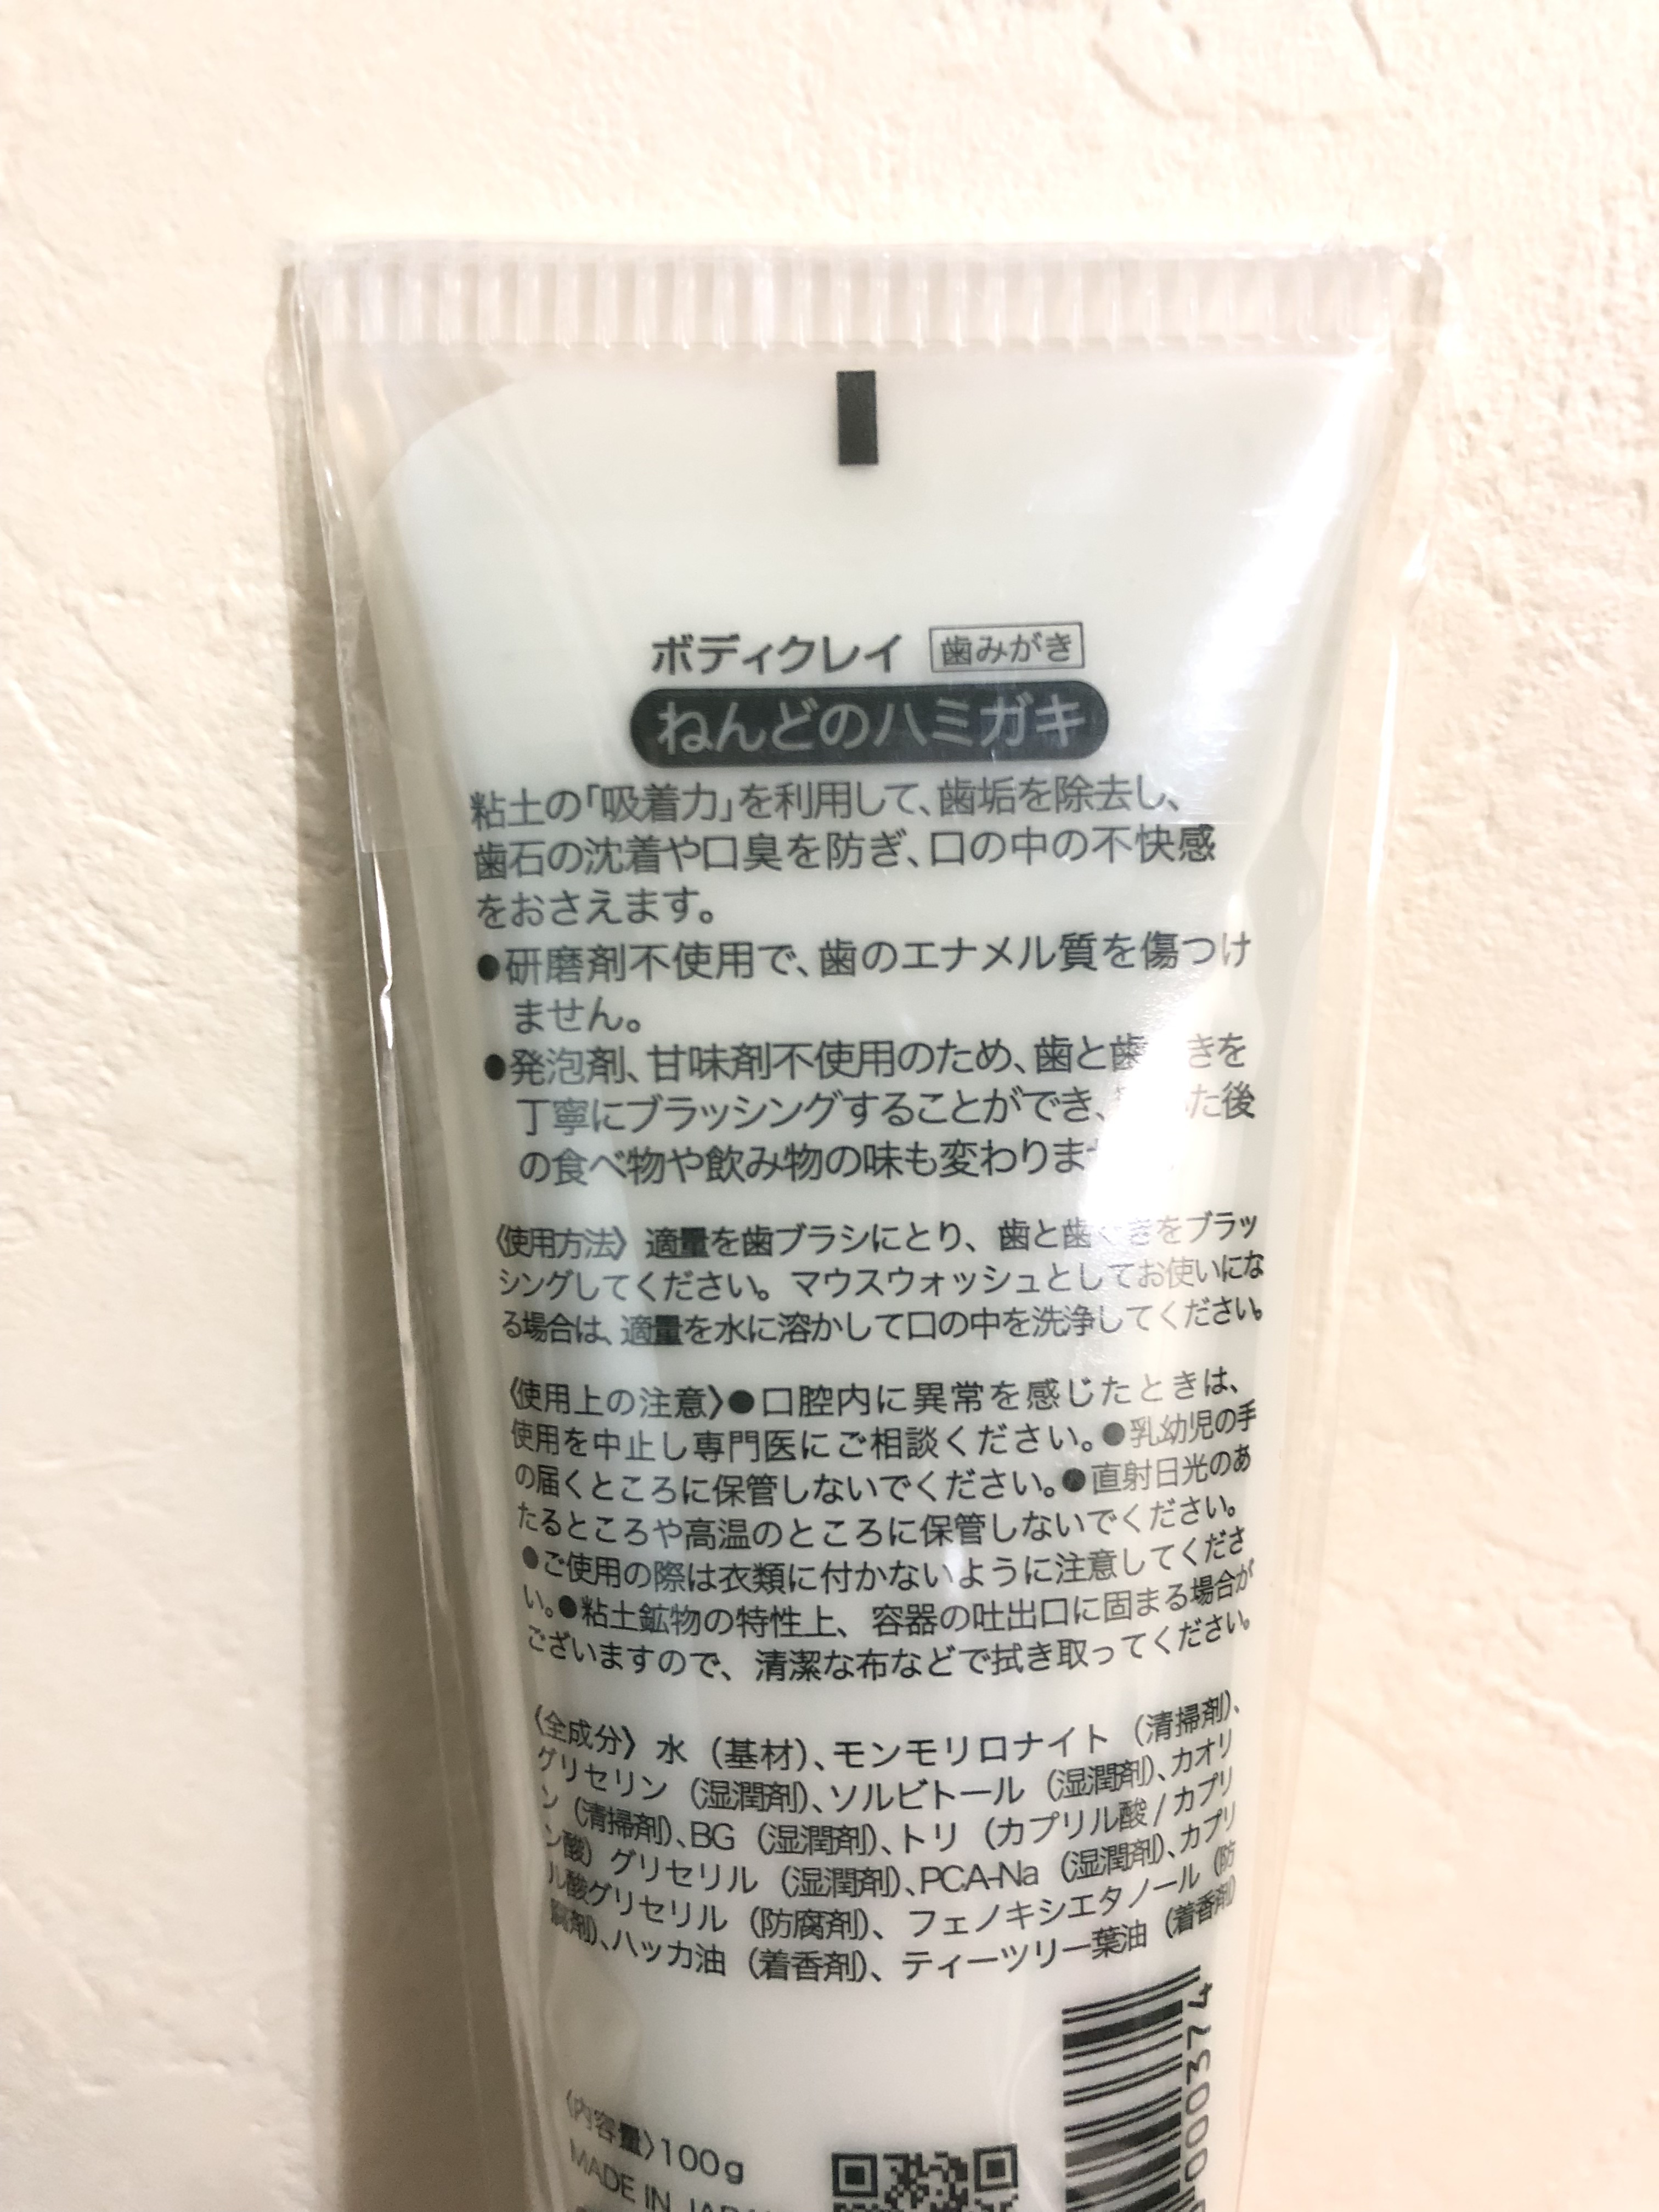 ボディクレイ 歯みがき
ねんどのハミガキ
粘土の「吸着力」を利用して、歯垢を除去し、
歯石の沈着や口臭を防ぎ、口の中の不快感
をおさえます。
●研磨剤不使用で、歯のエナメル質を傷つけ
ません。
●発泡剤、甘味剤不使用のため、歯と歯 きを
丁寧にブラッシングすることができ、 た後
の食べ物や飲み物の味も変わりま
〈使用方法〉 適量を歯ブラシにとり、歯と歯ぐきをブラッ
シングしてください。マウスウォッシュとしてお使いにな
る場合は、適量を水に溶かして口の中を洗浄してください。
〈使用上の注意〉●口腔内に異常を感じたときは、
使用を中止し専門医にご相談ください。●乳幼児の手
の届くところに保管しないでください。●直射日光のあ
たるところや高温のところに保管しないでください。
●ご使用の際は衣類に付かないように注意してくださ
い。●粘土鉱物の特性上、容器の吐出口に固まる場合が
ございますので、清潔な布などで拭き取ってください。
〈全成分〉水（基材）、モンモリロナイト（清掃剤）、
グリセリン（湿潤剤）、ソルビトール（湿潤剤）、カオリ
ン（清掃剤）、BG（湿潤剤）、トリ（カプリル酸/カプリ
ン酸）グリセリル（湿潤剤）、PCA-Na（湿潤剤）、カプリ
ル酸グリセリル（防腐剤）、フェノキシエタノール（防
腐剤）、ハッカ油（着香剤）、ティーツリー葉油（着香剤）
〈内容量〉100g
MADE IN
000374